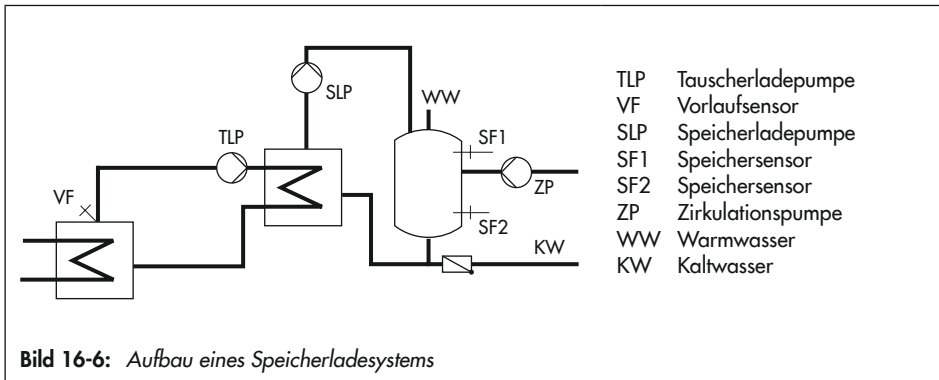 SLP
WW
TLP
SF1
VF
ZP
SF2
KW
TLP Tauscherladepumpe
VF Vorlaufsensor
SLP Speicherladepumpe
SF1 Speichersensor
SF2 Speichersensor
ZP Zirkulationspumpe
WW Warmwasser
KW Kaltwasser
Bild 16-6: Aufbau eines Speicherladesystems